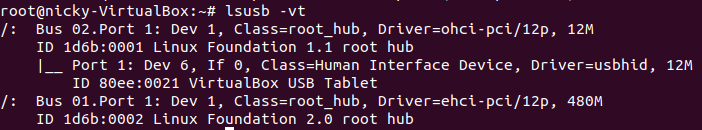 root@nicky-VirtualBox:~# lsusb -vt
/:  Bus 02.Port 1: Dev 1, Class=root_hub, Driver=ohci-pci/12p, 12M
    ID 1d6b:0001 Linux Foundation 1.1 root hub
    |__ Port 1: Dev 6, If 0, Class=Human Interface Device, Driver=usbhid, 12M
        ID 80ee:0021 VirtualBox USB Tablet
/:  Bus 01.Port 1: Dev 1, Class=root_hub, Driver=ehci-pci/12p, 480M
    ID 1d6b:0002 Linux Foundation 2.0 root hub